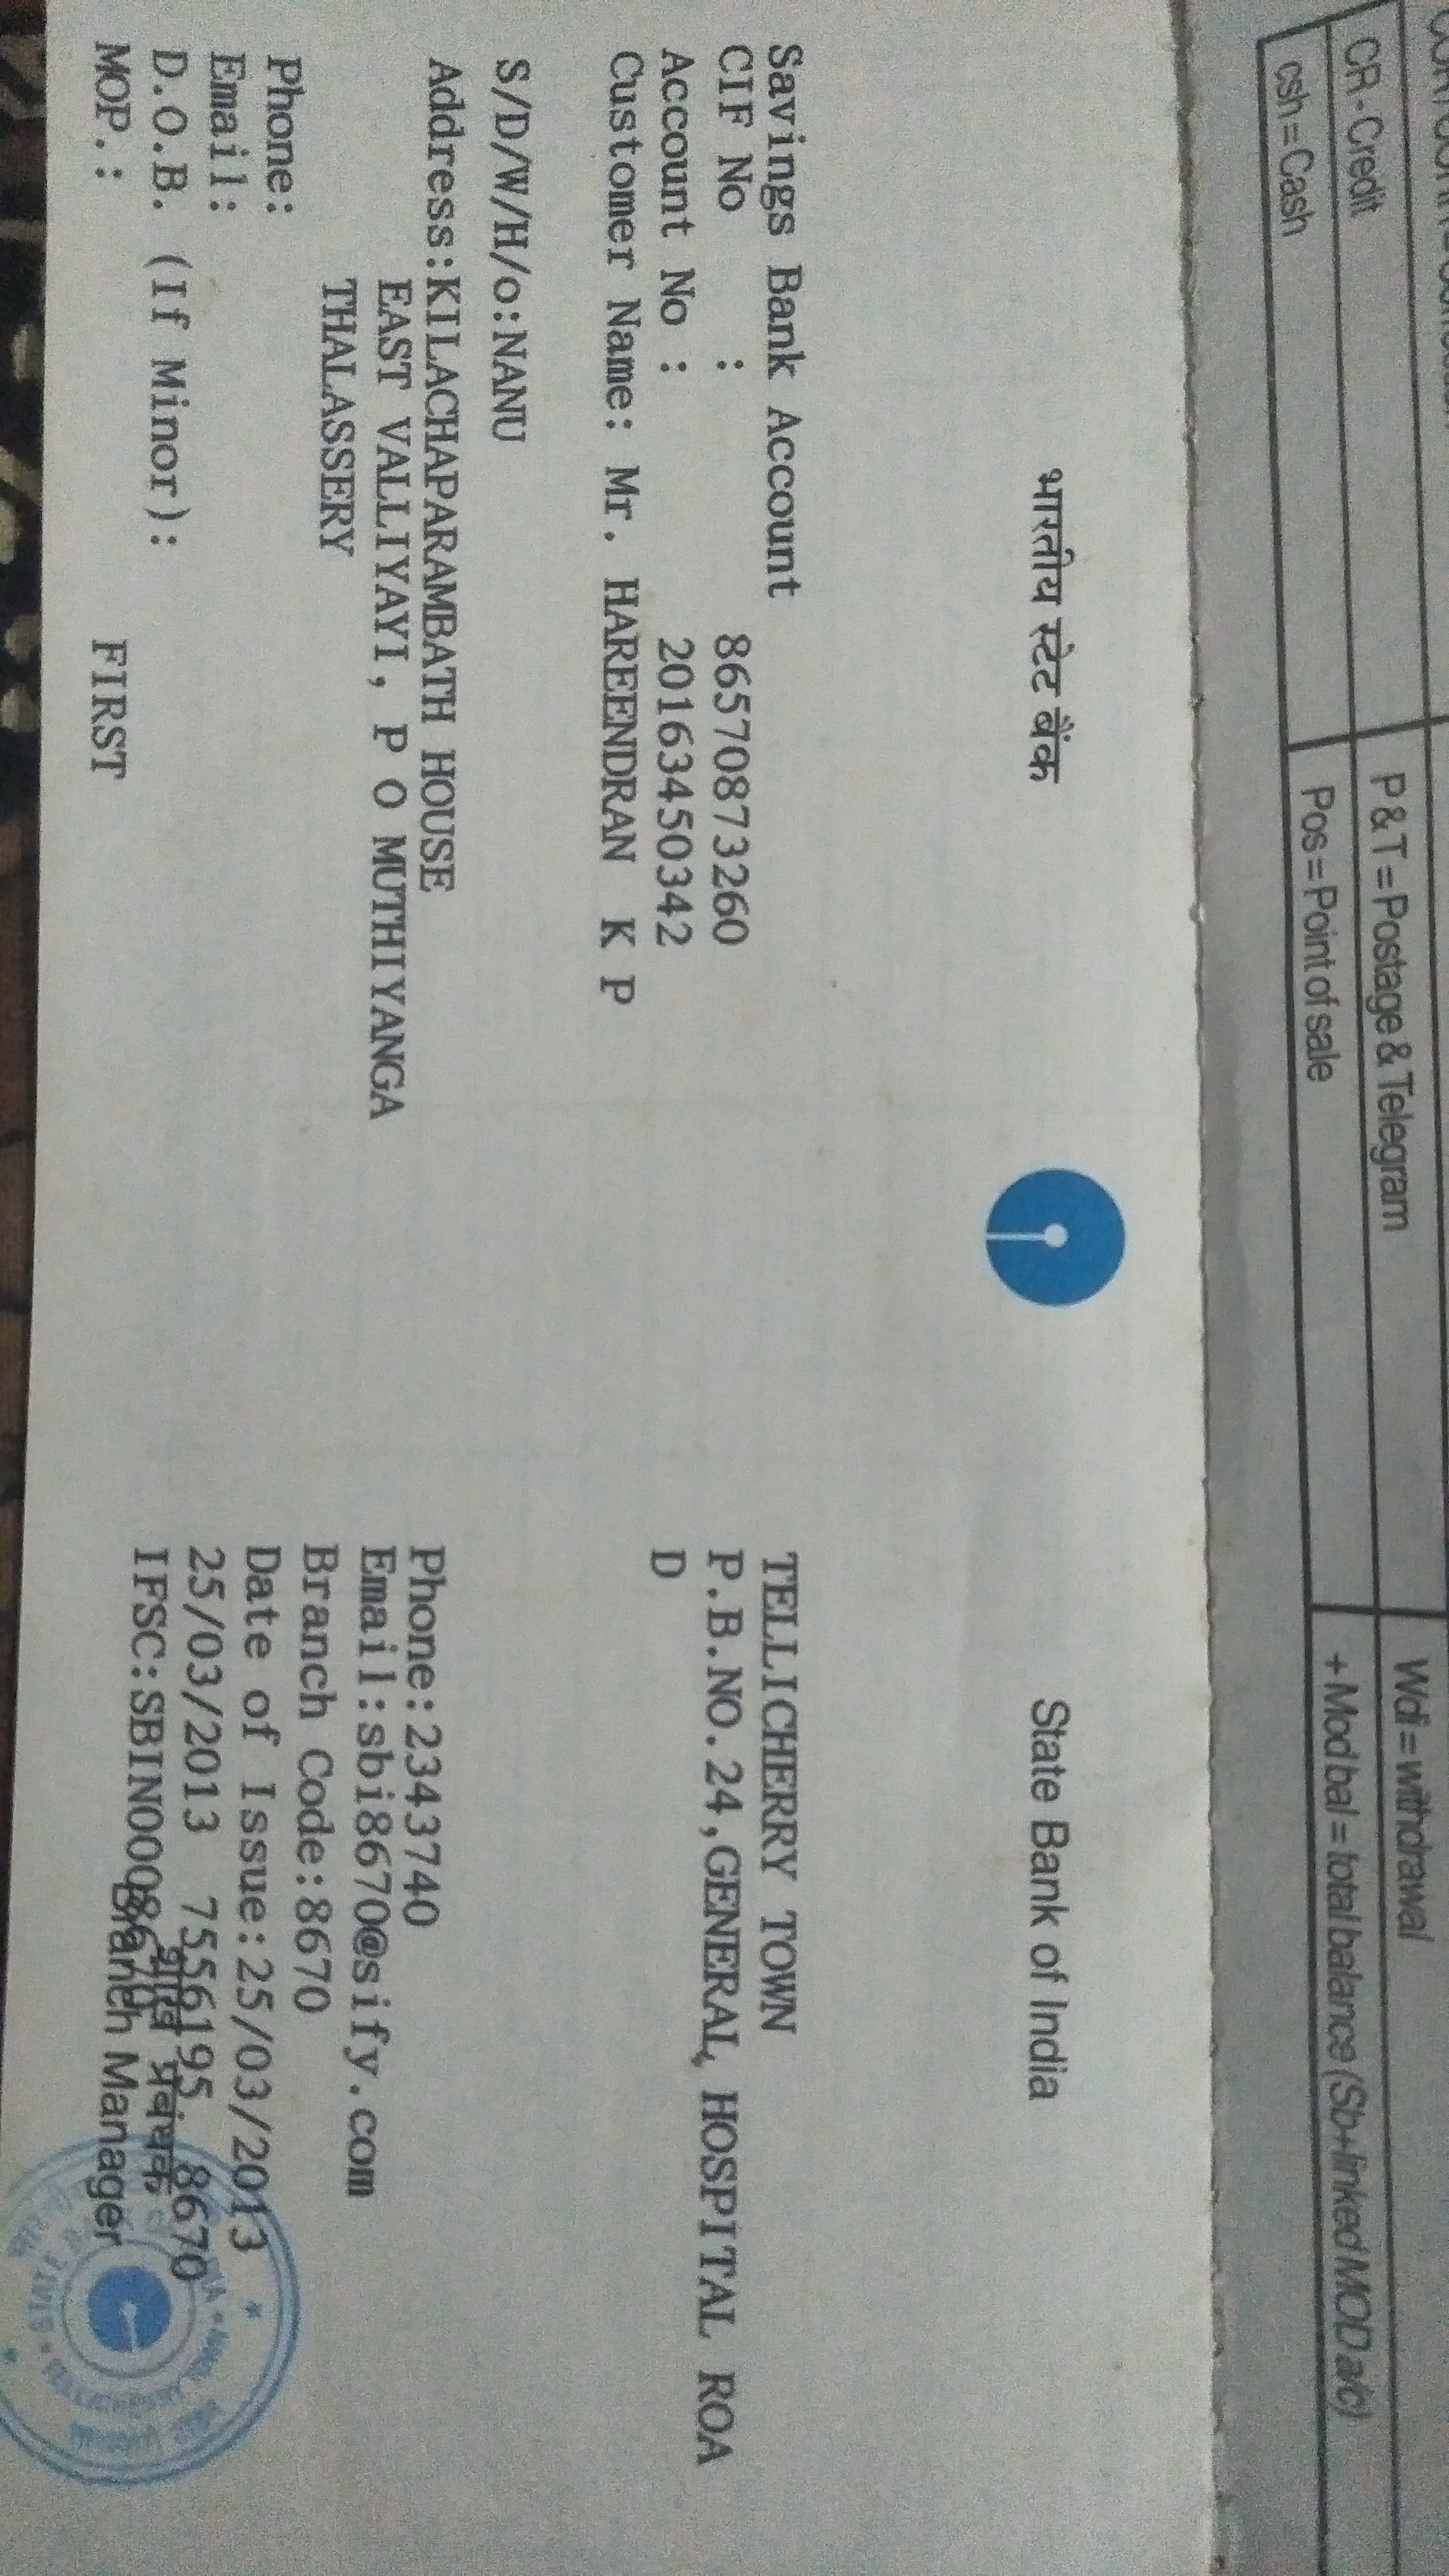 CR - Credit P & T = Postage & Telegram Wdl = withdrawal
csh = Cash Pos = Point of sale + Mod bal = total balance (Sb+linked MOD a/c)
भारतीय स्टेट बैंक State Bank of India
Savings Bank Account TELLICHERRY TOWN
CIF No : 86570873260 P.B.NO.24,GENERAL HOSPITAL ROA
Account No : 20163450342 D
Customer Name: Mr. HAREENDRAN K P
S/D/W/H/o:NANU
Address:KILACHAPARAMBATH HOUSE Phone:2343740
EAST VALLIYAYI, P O MUTHIYANGA Email:sbi8670@sify.com
THALASSERY Branch Code:8670
Phone: Date of Issue:25/03/2013
Email: 25/03/2013 7556195 8670
D.O.B. (If Minor): IFSC:SBIN0008670
शाखा प्रबंधक
MOP.: FIRST Branch Manager